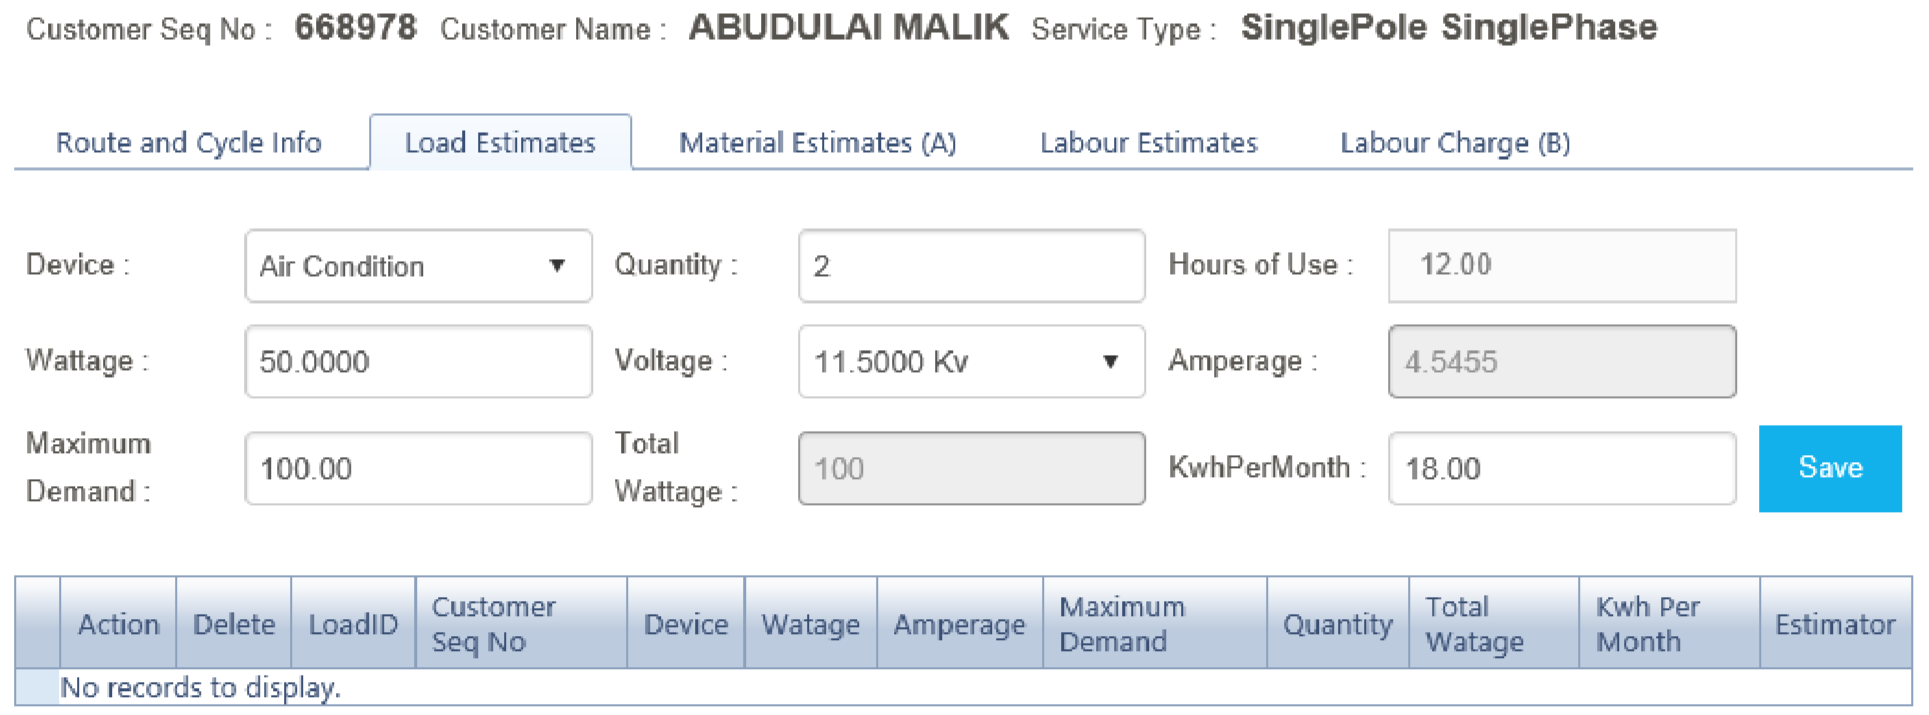 Customer Seq No : 668978 Customer Name : ABUDULAI MALIK Service Type : SinglePole SinglePhase
Route and Cycle Info Load Estimates Material Estimates (A) Labour Estimates Labour Charge (B)
Device : Air Condition Quantity : 2 Hours of Use : 12.00
Wattage : 50.0000 Voltage : 11.5000 Kv Amperage : 4.5455
Maximum Demand : 100.00 Total Wattage : 100 KwhPerMonth : 18.00 Save
Action Delete LoadID Customer Seq No Device Watage Amperage Maximum Demand Quantity Total Watage Kwh Per Month Estimator
No records to display.